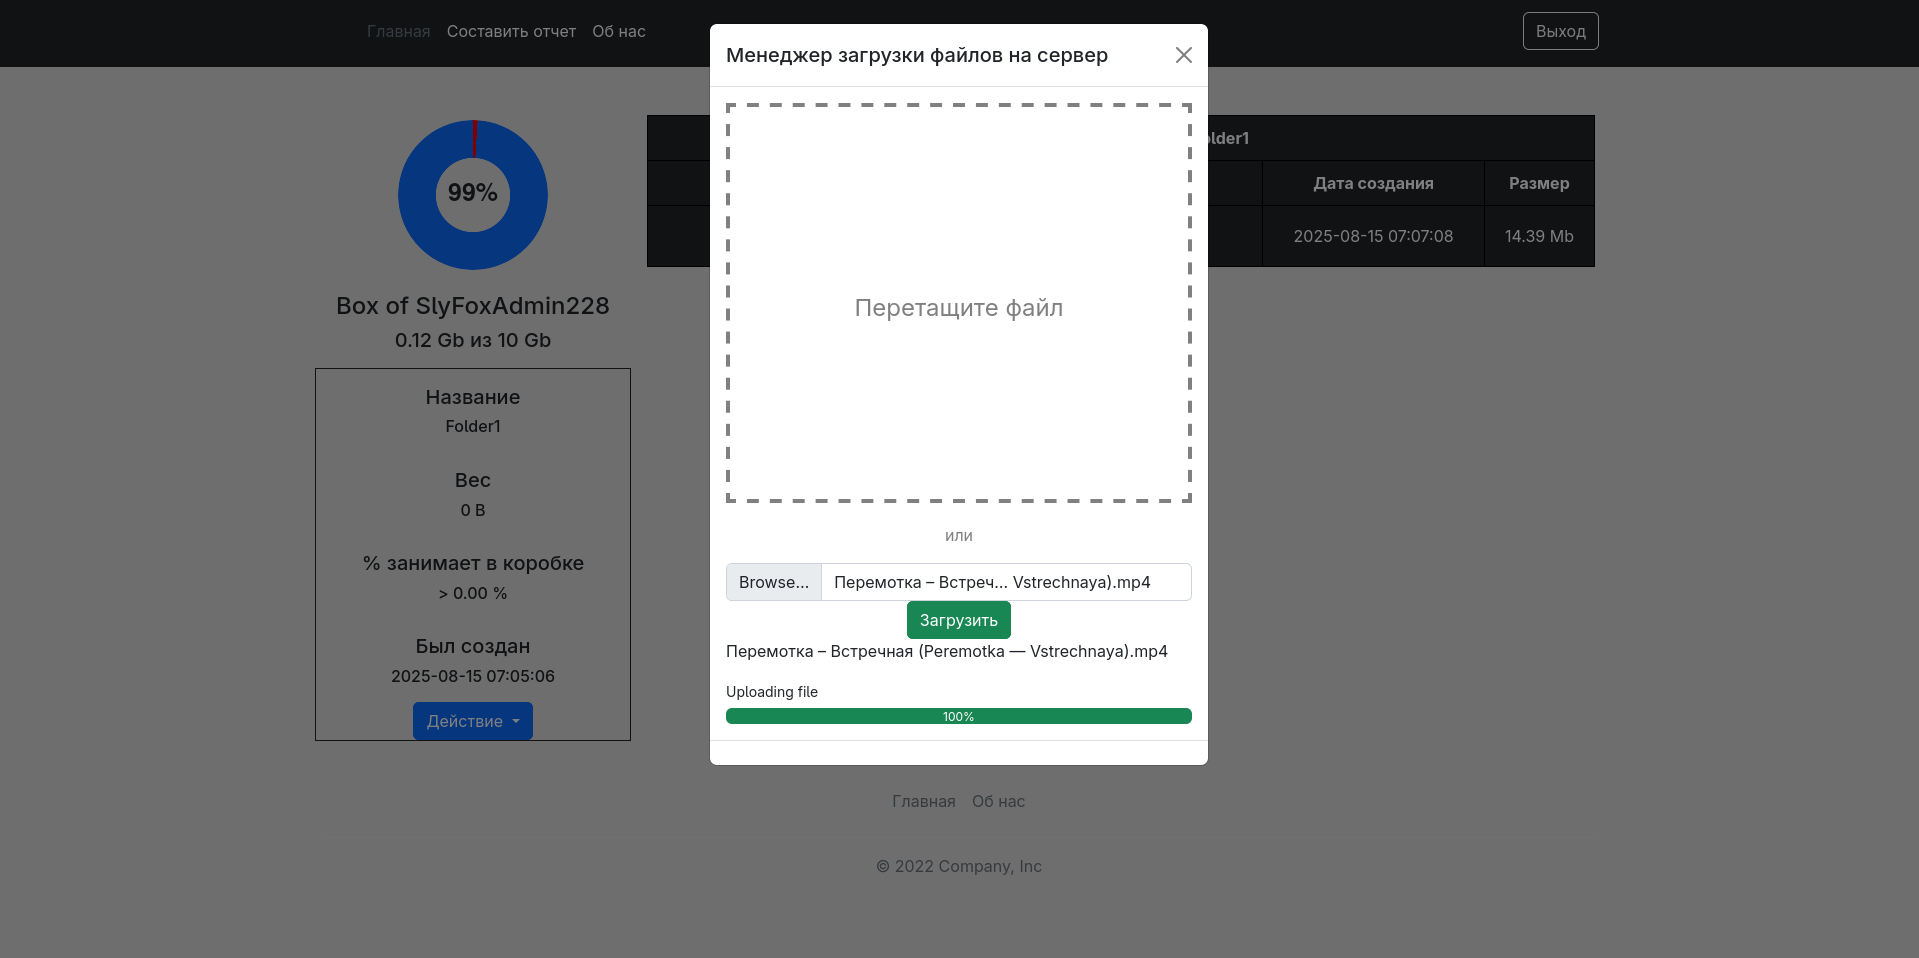 Главная Составить отчет Об нас
Выход
Менеджер загрузки файлов на сервер
99%
Box of SlyFoxAdmin228
0.12 Gb из 10 Gb
Название
Folder1
Вес
0 B
% занимает в коробке
> 0.00 %
Был создан
2025-08-15 07:05:06
Действие
Перетащите файл
или
Browse... Перемотка – Встреч... Vstrechnaya).mp4
Загрузить
Перемотка – Встречная (Peremotka — Vstrechnaya).mp4
Uploading file
100%
older1
Дата создания Размер
2025-08-15 07:07:08 14.39 Mb
Главная Об нас
© 2022 Company, Inc